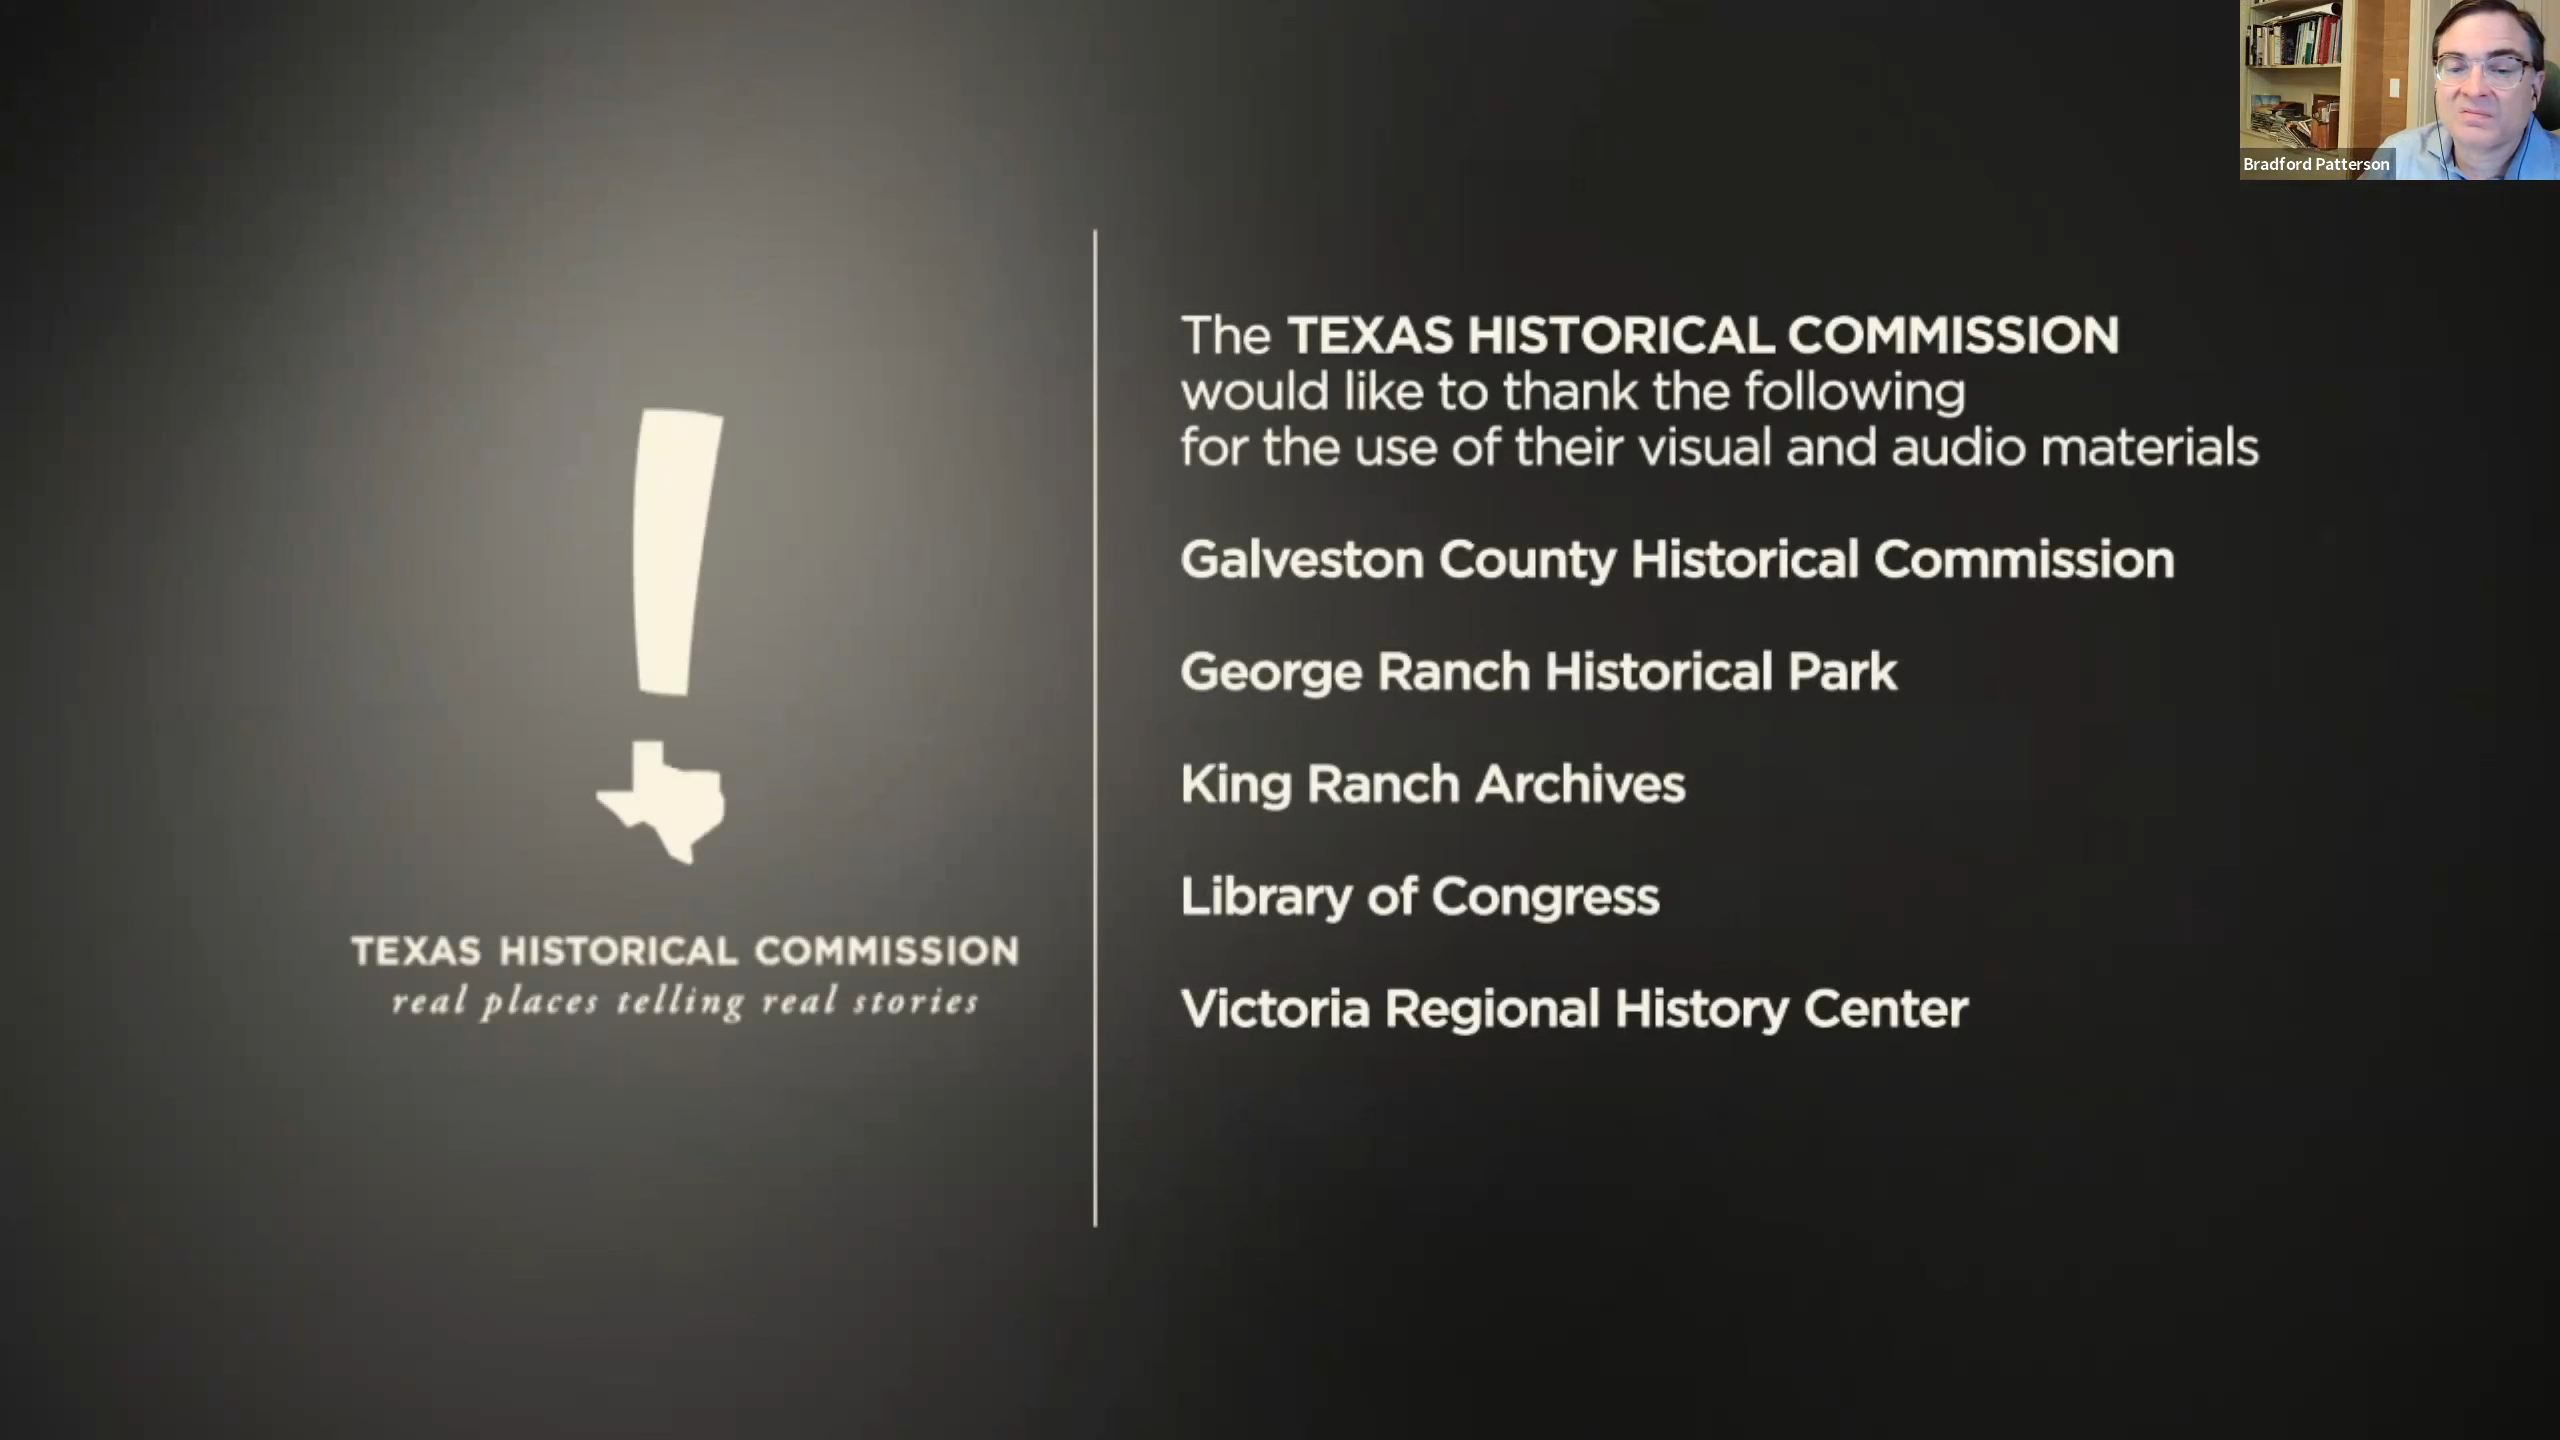 Bradford Patterson
The TEXAS HISTORICAL COMMISSION
would like to thank the following
for the use of their visual and audio materials
Galveston County Historical Commission
George Ranch Historical Park
King Ranch Archives
Library of Congress
Victoria Regional History Center
TEXAS HISTORICAL COMMISSION
real places telling real stories